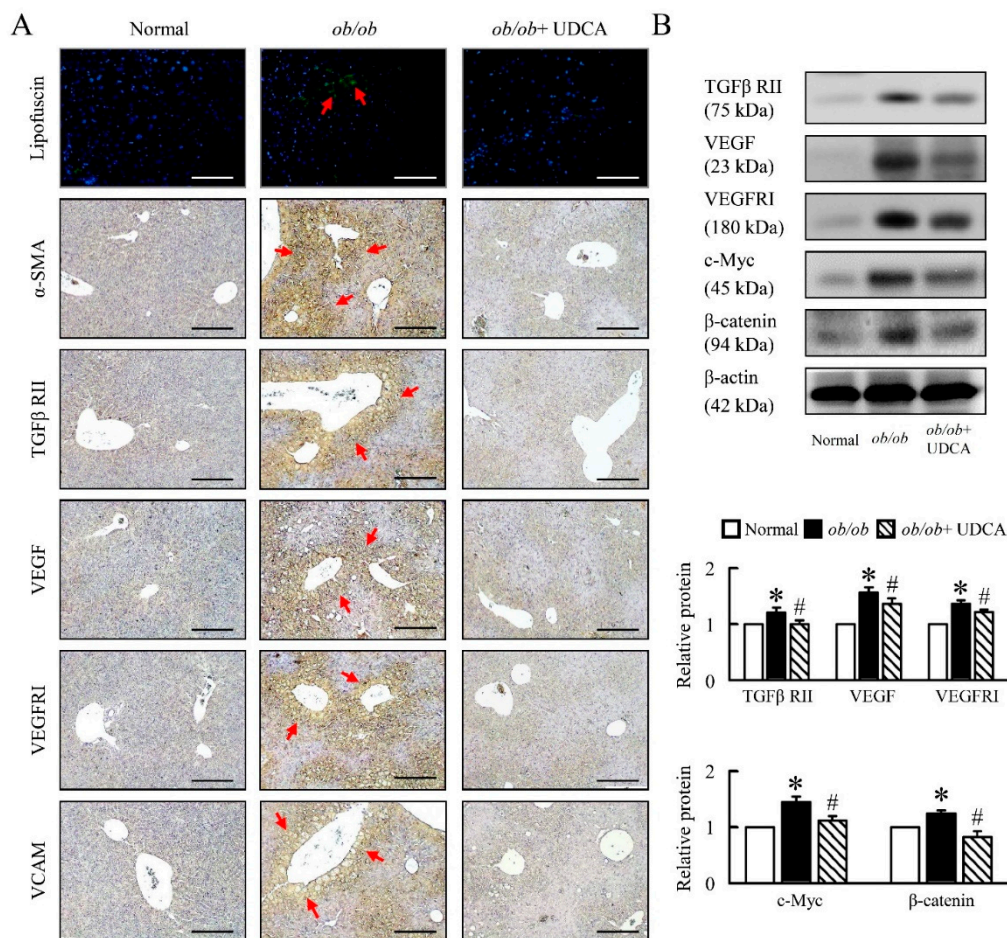 A
Normal
ob/ob
ob/ob+ UDCA
Lipofuscin
α-SMA
TGFβ RII
VEGF
VEGFRI
VCAM
B
TGFβ RII
(75 kDa)
VEGF
(23 kDa)
VEGFRI
(180 kDa)
c-Myc
(45 kDa)
β-catenin
(94 kDa)
β-actin
(42 kDa)
Normal
ob/ob
ob/ob+
UDCA
Normal
ob/ob
ob/ob+ UDCA
Relative protein
2
1
0
*
#
*
#
*
#
TGFβ RII
VEGF
VEGFRI
Relative protein
2
1
0
*
#
*
#
c-Myc
β-catenin